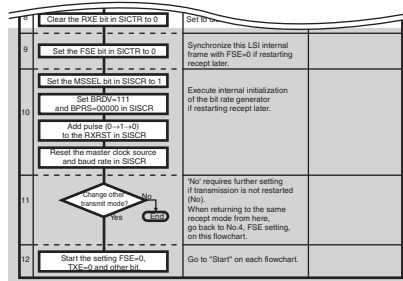 8
Clear the RXE bit in SICTR to 0
Set to
9
Set the FSE bit in SICTR to 0
Synchronize this LSI internal
frame with FSE=0 if restarting
recept later.
10
Set the MSSEL bit in SISCR to 1
Set BRDV=111
and BPRS=00000 in SISCR
Add pulse (0→1→0)
to the RXRST in SISCR
Reset the master clock source
and baud rate in SISCR
Execute internal initialization
of the bit rate generator
if restarting recept later.
11
Change other
transmit mode?
No
End
Yes
'No' requires further setting
if transmission is not restarted
(No).
When returning to the same
recept mode from here,
go back to No.4, FSE setting,
on this flowchart.
12
Start the setting FSE=0,
TXE=0 and other bit.
Go to "Start" on each flowchart.